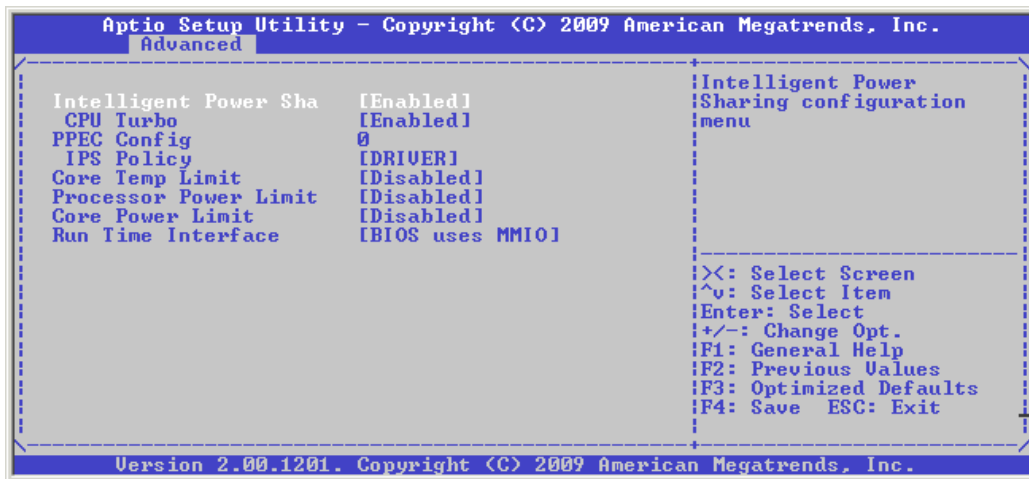 Aptio Setup Utility - Copyright (C) 2009 American Megatrends, Inc.
Advanced
Intelligent Power Sha [Enabled]
CPU Turbo [Enabled]
PPEC Config 0
IPS Policy [DRIVER]
Core Temp Limit [Disabled]
Processor Power Limit [Disabled]
Core Power Limit [Disabled]
Run Time Interface [BIOS uses MMIO]
Intelligent Power
Sharing configuration
menu
><: Select Screen
^v: Select Item
Enter: Select
+/-: Change Opt.
F1: General Help
F2: Previous Values
F3: Optimized Defaults
F4: Save ESC: Exit
Version 2.00.1201. Copyright (C) 2009 American Megatrends, Inc.